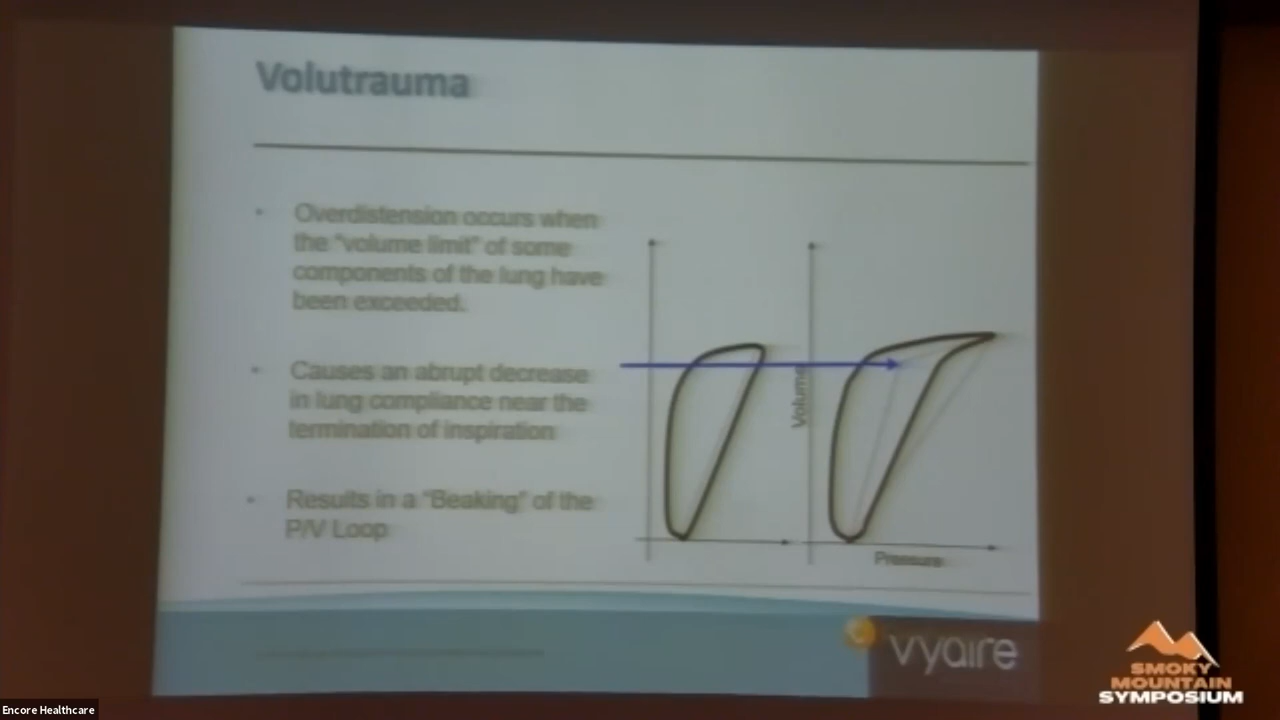 Volutrauma
• Overdistension occurs when
the "volume limit" of some
components of the lung have
been exceeded.
• Causes an abrupt decrease
in lung compliance near the
termination of inspiration
• Results in a "Beaking" of the
P/V Loop
Volume
Pressure
vyaire
SMOKY
MOUNTAIN
SYMPOSIUM
Encore Healthcare